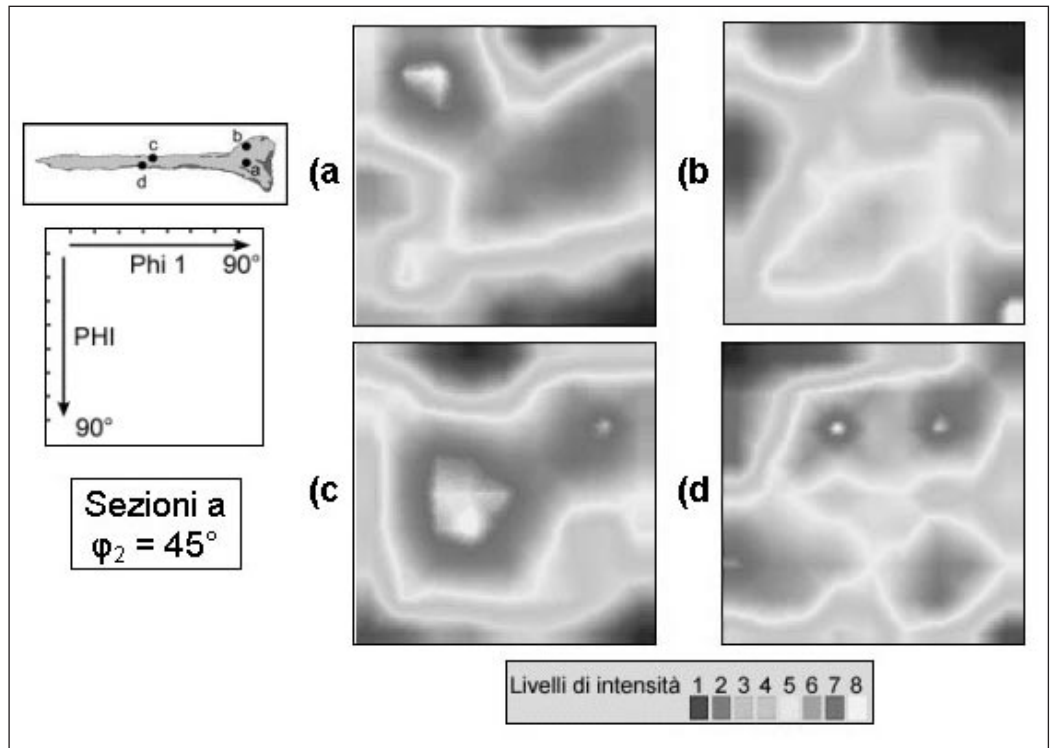 b
c
a
d
(a
(b
Phi 1 90°
PHI
90°
Sezioni a
φ₂ = 45°
(c
(d
Livelli di intensità 1 2 3 4 5 6 7 8